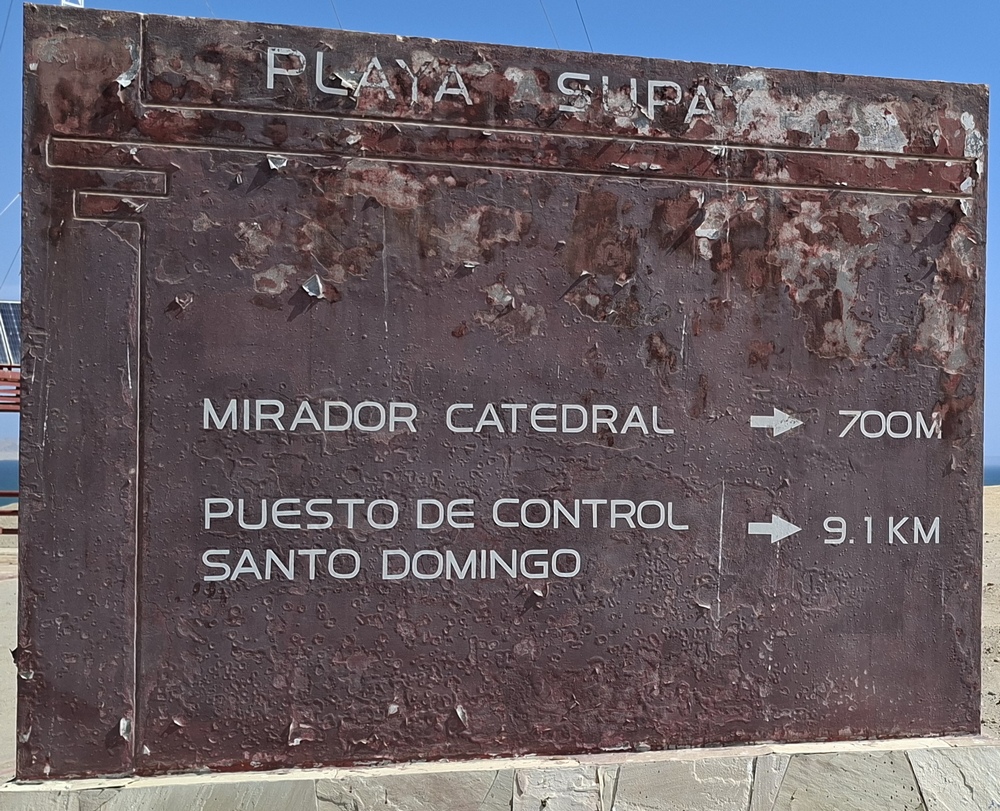 PLAYA SUPAY
MIRADOR CATEDRAL → 700M
PUESTO DE CONTROL → 9.1 KM
SANTO DOMINGO